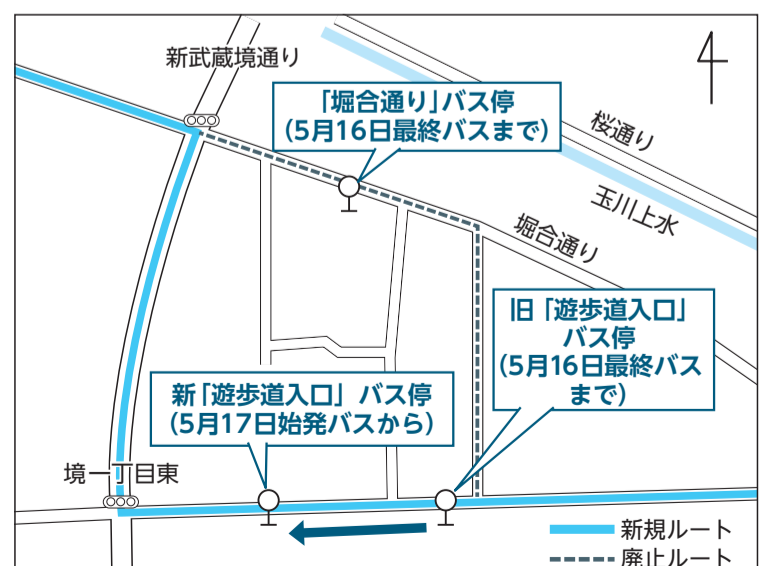 新武蔵境通り
「堀合通り」バス停
(5月16日最終バスまで)
桜通り
玉川上水
堀合通り
旧「遊歩道入口」
バス停
(5月16日最終バス
まで)
新「遊歩道入口」バス停
(5月17日始発バスから)
境一丁目東
新規ルート
廃止ルート